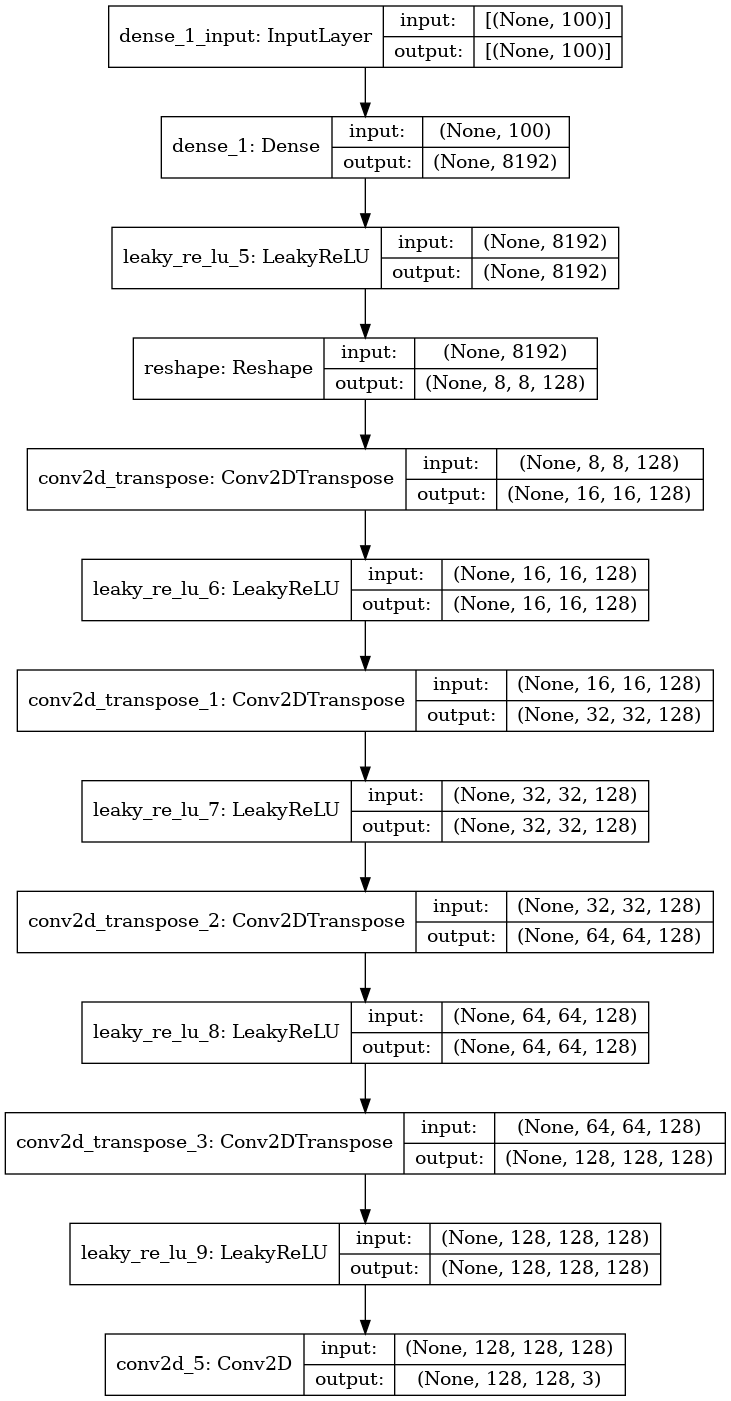 dense_1_input: InputLayer
input:
[(None, 100)]
output:
[(None, 100)]
dense_1: Dense
input:
(None, 100)
output:
(None, 8192)
leaky_re_lu_5: LeakyReLU
input:
(None, 8192)
output:
(None, 8192)
reshape: Reshape
input:
(None, 8192)
output:
(None, 8, 8, 128)
conv2d_transpose: Conv2DTranspose
input:
(None, 8, 8, 128)
output:
(None, 16, 16, 128)
leaky_re_lu_6: LeakyReLU
input:
(None, 16, 16, 128)
output:
(None, 16, 16, 128)
conv2d_transpose_1: Conv2DTranspose
input:
(None, 16, 16, 128)
output:
(None, 32, 32, 128)
leaky_re_lu_7: LeakyReLU
input:
(None, 32, 32, 128)
output:
(None, 32, 32, 128)
conv2d_transpose_2: Conv2DTranspose
input:
(None, 32, 32, 128)
output:
(None, 64, 64, 128)
leaky_re_lu_8: LeakyReLU
input:
(None, 64, 64, 128)
output:
(None, 64, 64, 128)
conv2d_transpose_3: Conv2DTranspose
input:
(None, 64, 64, 128)
output:
(None, 128, 128, 128)
leaky_re_lu_9: LeakyReLU
input:
(None, 128, 128, 128)
output:
(None, 128, 128, 128)
conv2d_5: Conv2D
input:
(None, 128, 128, 128)
output:
(None, 128, 128, 3)